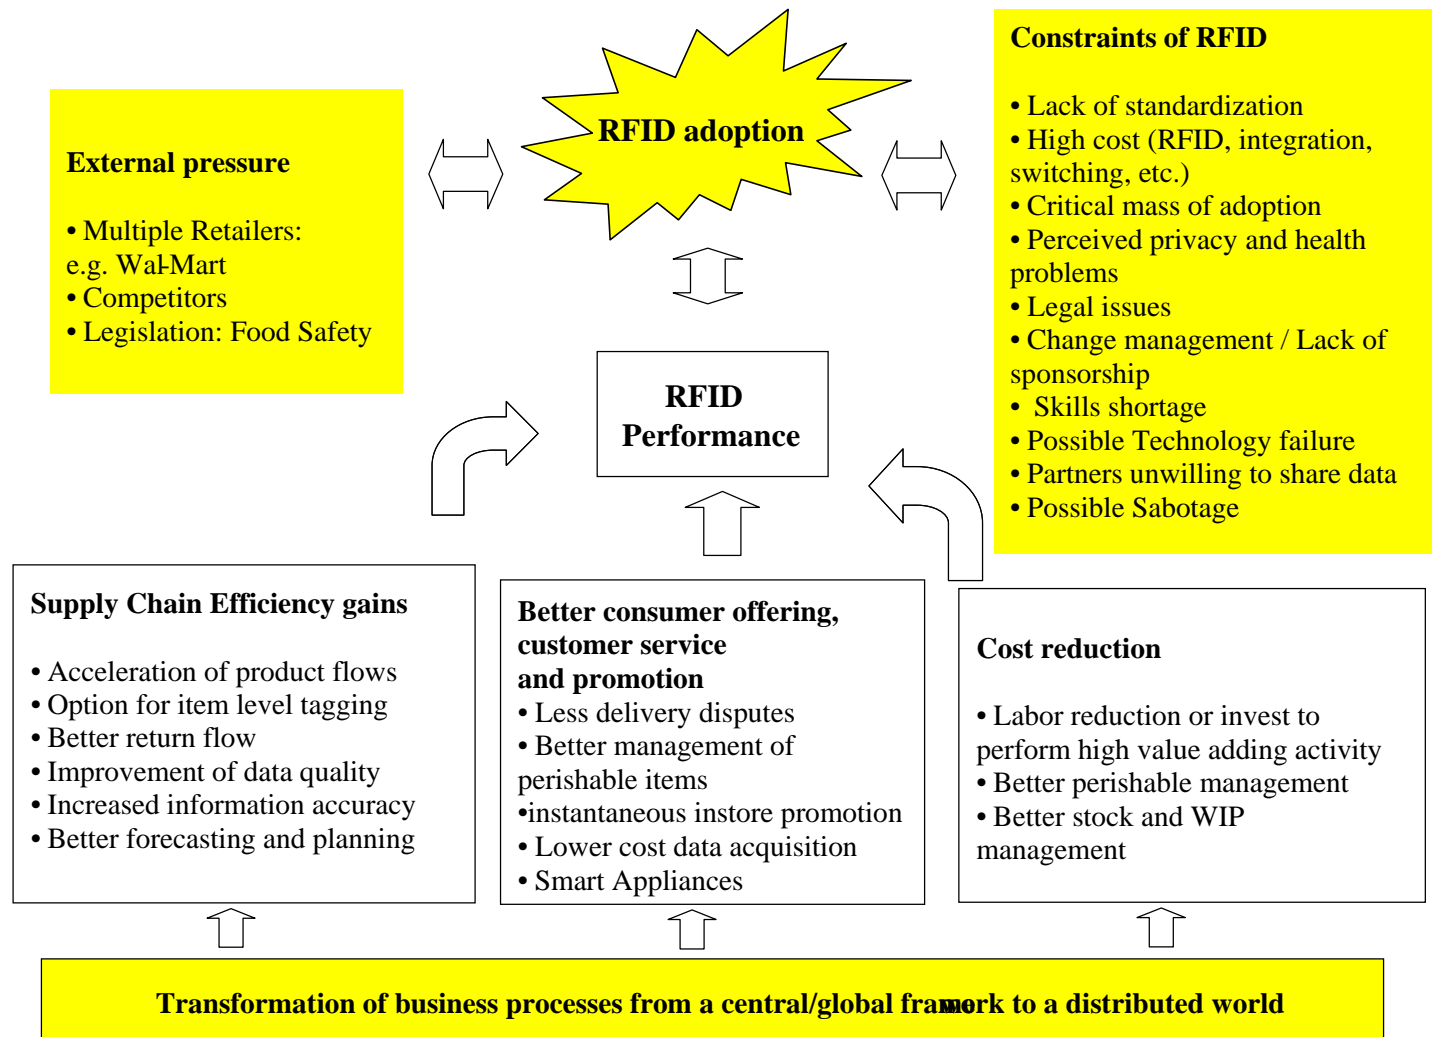 RFID adoption
External pressure
• Multiple Retailers:
e.g. Wal-Mart
• Competitors
• Legislation: Food Safety
Constraints of RFID
• Lack of standardization
• High cost (RFID, integration,
switching, etc.)
• Critical mass of adoption
• Perceived privacy and health
problems
• Legal issues
• Change management / Lack of
sponsorship
• Skills shortage
• Possible Technology failure
• Partners unwilling to share data
• Possible Sabotage
RFID
Performance
Supply Chain Efficiency gains
• Acceleration of product flows
• Option for item level tagging
• Better return flow
• Improvement of data quality
• Increased information accuracy
• Better forecasting and planning
Better consumer offering,
customer service
and promotion
• Less delivery disputes
• Better management of
perishable items
•instantaneous instore promotion
• Lower cost data acquisition
• Smart Appliances
Cost reduction
• Labor reduction or invest to
perform high value adding activity
• Better perishable management
• Better stock and WIP
management
Transformation of business processes from a central/global to a distributed world